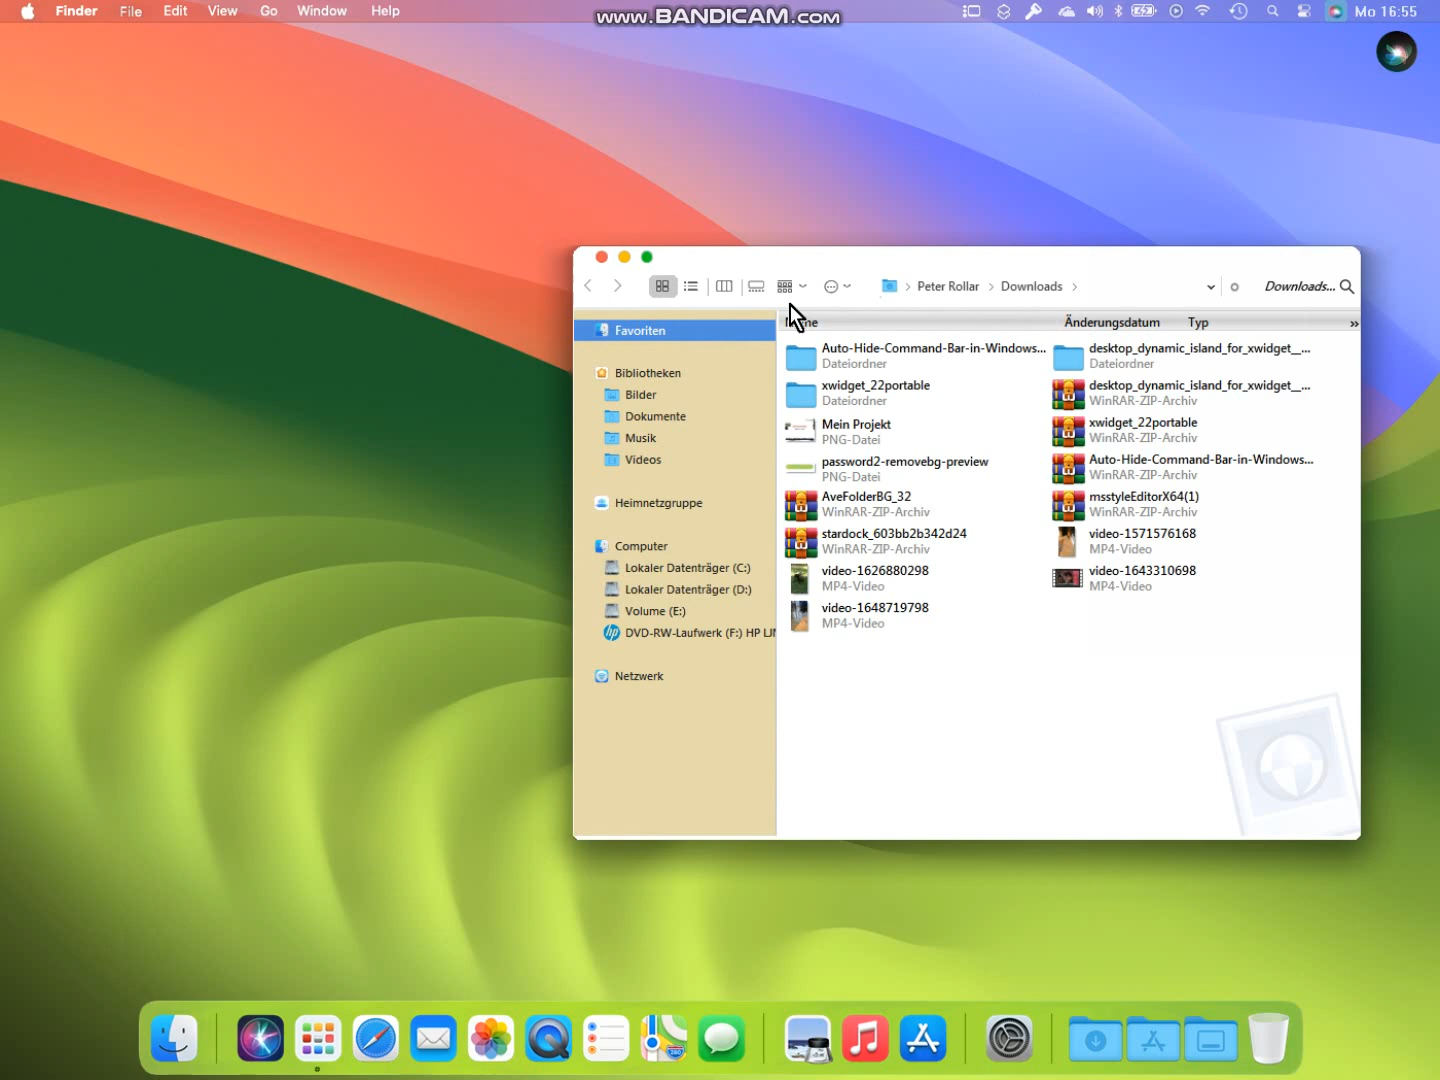 Finder File Edit View Go Window Help
www.BANDICAM.com
Mo 16:55
Peter Rollar
Downloads
Downloads...
Änderungsdatum
Typ
Favoriten
Bibliotheken
Bilder
Dokumente
Musik
Videos
Heimnetzgruppe
Computer
Lokaler Datenträger (C:)
Lokaler Datenträger (D:)
Volume (E:)
DVD-RW-Laufwerk (F:) HP
Netzwerk
Auto-Hide-Command-Bar-in-Windows...
Dateiordner
desktop_dynamic_island_for_xwidget__...
Dateiordner
xwidget_22portable
Dateiordner
desktop_dynamic_island_for_xwidget__...
WinRAR-ZIP-Archiv
Mein Projekt
PNG-Datei
xwidget_22portable
WinRAR-ZIP-Archiv
password2-removebg-preview
PNG-Datei
Auto-Hide-Command-Bar-in-Windows...
WinRAR-ZIP-Archiv
AveFolderBG_32
WinRAR-ZIP-Archiv
msstyleEditorX64(1)
WinRAR-ZIP-Archiv
stardock_603bb2b342d24
WinRAR-ZIP-Archiv
video-1571576168
MP4-Video
video-1626880298
MP4-Video
video-1643310698
MP4-Video
video-1648719798
MP4-Video